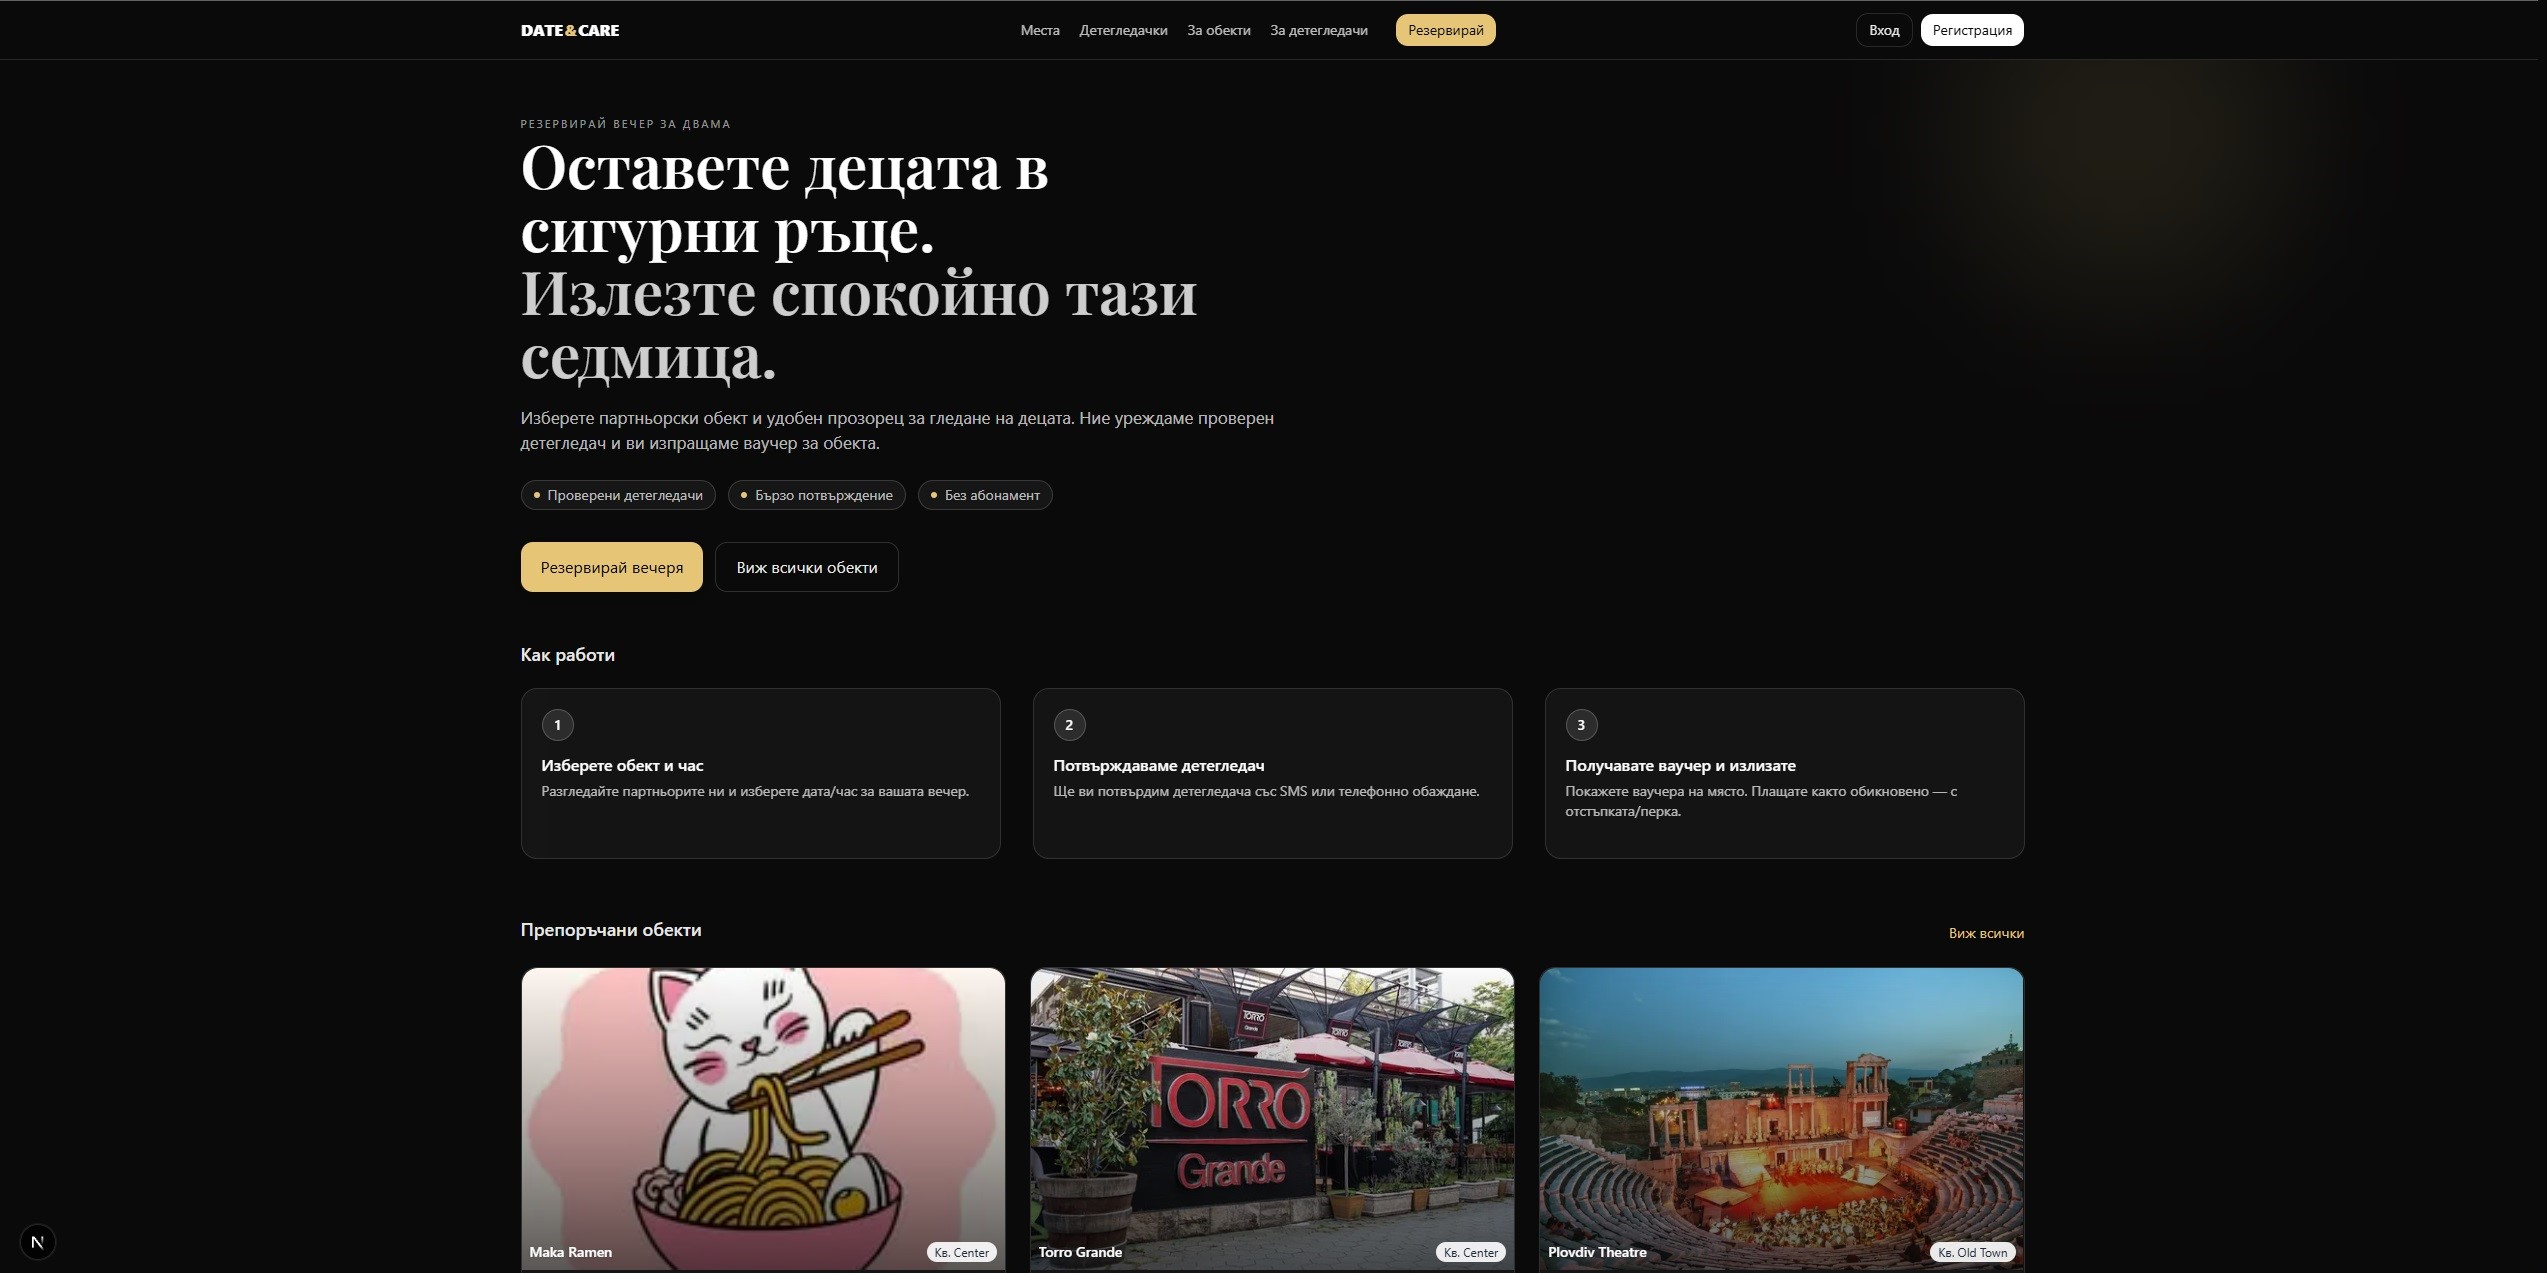 DATE&CARE
Места
Детегледачки
За обекти
За детегледачи
Резервирай
Вход
Регистрация
РЕЗЕРВИРАЙ ВЕЧЕР ЗА ДВАМА
Оставете децата в
сигурни ръце.
Излезте спокойно тази
седмица.
Изберете партньорски обект и удобен прозорец за гледане на децата. Ние уреждаме проверен
детегледач и ви изпращаме ваучер за обекта.
Проверени детегледачи
Бързо потвърждение
Без абонамент
Резервирай вечеря
Виж всички обекти
Как работи
1
Изберете обект и час
Разгледайте партньорите ни и изберете дата/час за вашата вечер.
2
Потвърждаваме детегледач
Ще ви потвърдим детегледача със SMS или телефонно обаждане.
3
Получавате ваучер и излизате
Покажете ваучера на място. Плащате както обикновено — с
отстъпката/перка.
Препоръчани обекти
Виж всички
TORRO
Grande
Maka Ramen
Кв. Center
Torro Grande
Кв. Center
Plovdiv Theatre
Кв. Old Town
N